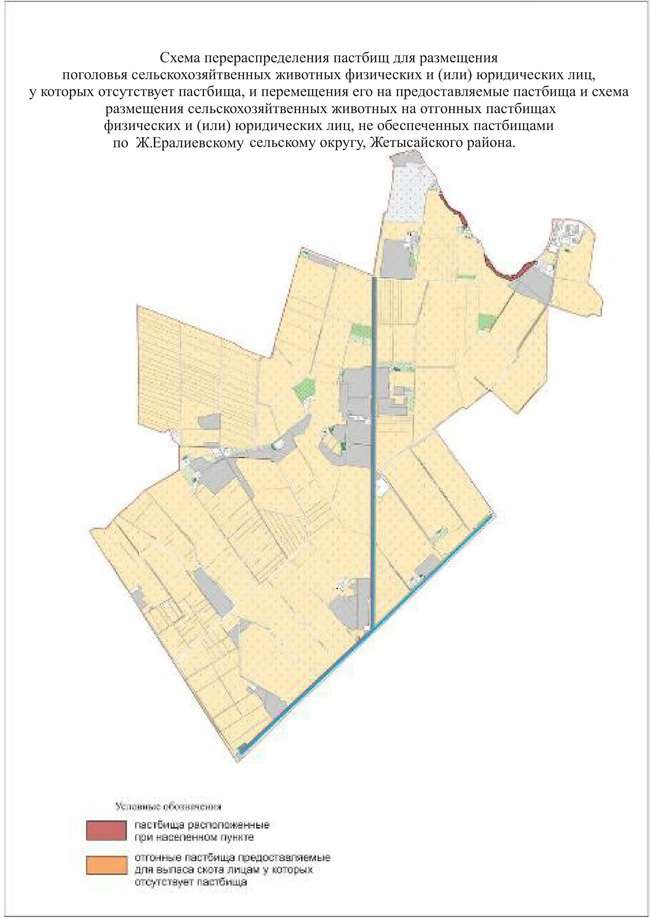 Схема перераспределения пастбищ для размещения
поголовья сельскохозяйтвенных животных физических и (или) юридических лиц,
у которых отсутствует пастбища, и перемещения его на предоставляемые пастбища и схема
размещения сельскохозяйтвенных животных на отгонных пастбищах
физических и (или) юридических лиц, не обеспеченных пастбищами
по Ж.Ералиевскому сельскому округу, Жетысайского района.
Условные обозначения
пастбища расположенные
при населенном пункте
отгонные пастбища предоставляемые
для выпаса скота лицам у которых
отсутствует пастбища